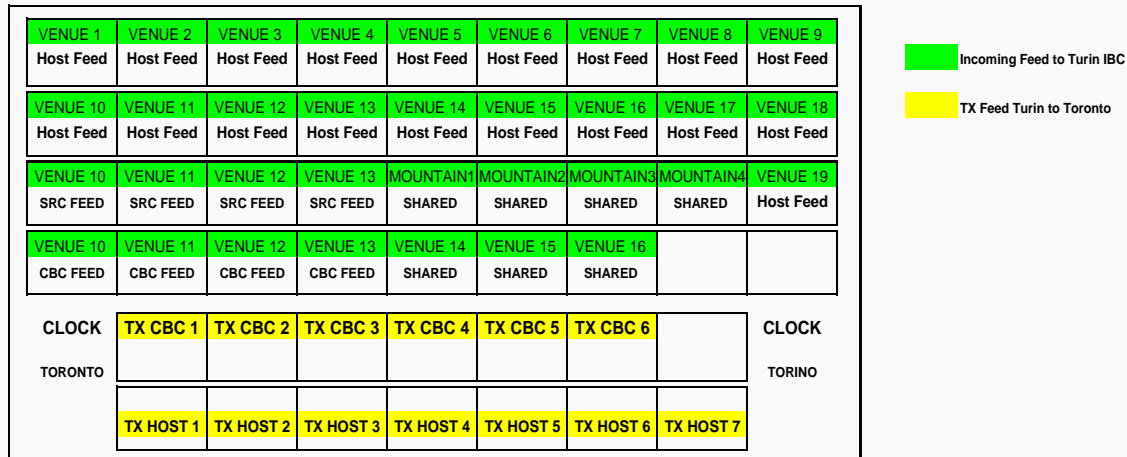 VENUE 1 VENUE 2 VENUE 3 VENUE 4 VENUE 5 VENUE 6 VENUE 7 VENUE 8 VENUE 9
Host Feed Host Feed Host Feed Host Feed Host Feed Host Feed Host Feed Host Feed Host Feed
VENUE 10 VENUE 11 VENUE 12 VENUE 13 VENUE 14 VENUE 15 VENUE 16 VENUE 17 VENUE 18
Host Feed Host Feed Host Feed Host Feed Host Feed Host Feed Host Feed Host Feed Host Feed
VENUE 10 VENUE 11 VENUE 12 VENUE 13 MOUNTAIN1 MOUNTAIN2 MOUNTAIN3 MOUNTAIN4 VENUE 19
SRC FEED SRC FEED SRC FEED SRC FEED SHARED SHARED SHARED SHARED Host Feed
VENUE 10 VENUE 11 VENUE 12 VENUE 13 VENUE 14 VENUE 15 VENUE 16
CBC FEED CBC FEED CBC FEED CBC FEED SHARED SHARED SHARED
CLOCK TX CBC 1 TX CBC 2 TX CBC 3 TX CBC 4 TX CBC 5 TX CBC 6 CLOCK
TORONTO TORINO
TX HOST 1 TX HOST 2 TX HOST 3 TX HOST 4 TX HOST 5 TX HOST 6 TX HOST 7
Incoming Feed to Turin IBC
TX Feed Turin to Toronto